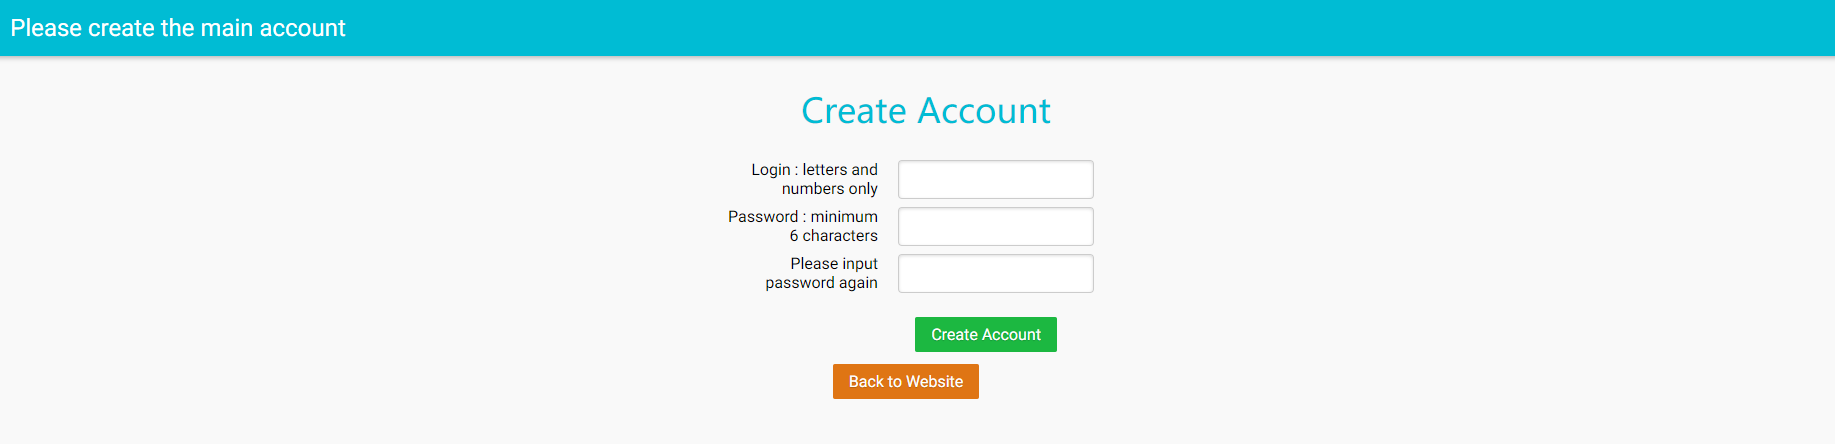 Please create the main account
Create Account
Login : letters and
numbers only
Password : minimum
6 characters
Please input
password again
Create Account
Back to Website